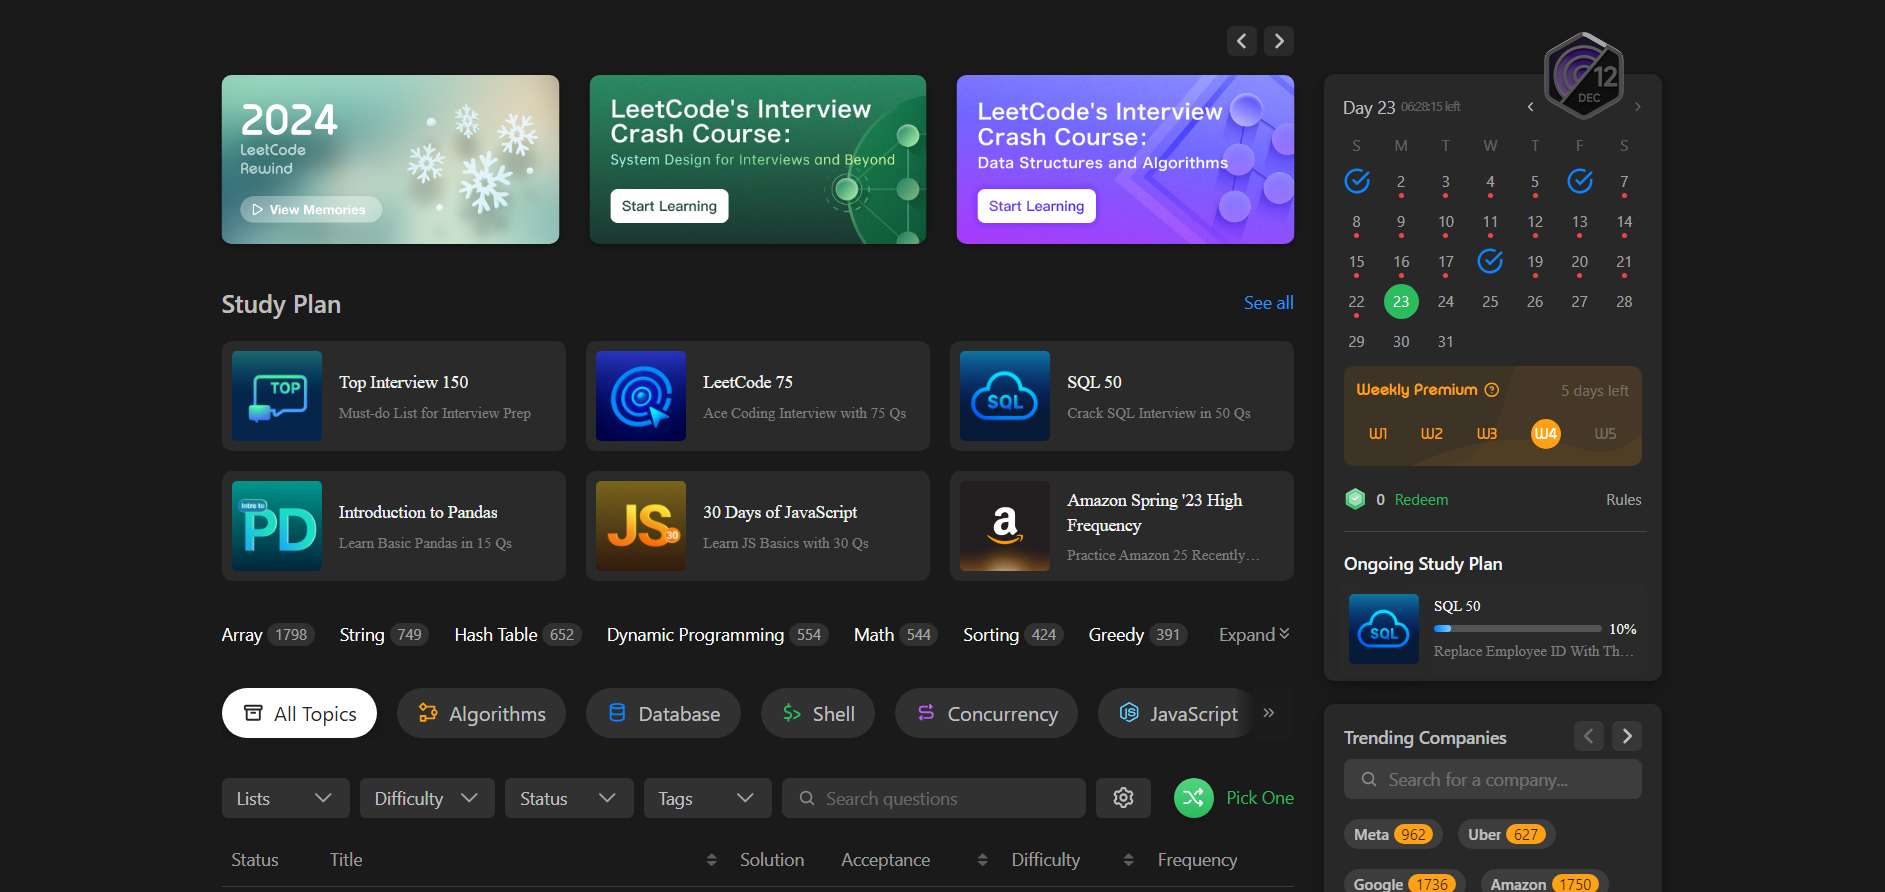 2024
LeetCode
Rewind
View Memories
LeetCode's Interview
Crash Course:
System Design for Interviews and Beyond
Start Learning
LeetCode's Interview
Crash Course:
Data Structures and Algorithms
Start Learning
Study Plan
See all
TOP
Top Interview 150
Must-do List for Interview Prep
LeetCode 75
Ace Coding Interview with 75 Qs
SQL
SQL 50
Crack SQL Interview in 50 Qs
Intro to
PD
Introduction to Pandas
Learn Basic Pandas in 15 Qs
JS 30
30 Days of JavaScript
Learn JS Basics with 30 Qs
a
Amazon Spring '23 High
Frequency
Practice Amazon 25 Recently…
Array 1798 String 749 Hash Table 652 Dynamic Programming 554 Math 544 Sorting 424 Greedy 391 Expand
All Topics Algorithms Database $> Shell Concurrency JS JavaScript »
Lists Difficulty Status Tags Search questions Pick One
Status Title Solution Acceptance Difficulty Frequency
12
DEC
Day 23 06:28:15 left
S M T W T F S
2 3 4 5 7
8 9 10 11 12 13 14
15 16 17 19 20 21
22 23 24 25 26 27 28
29 30 31
Weekly Premium ? 5 days left
W1 W2 W3 W4 W5
0 Redeem Rules
Ongoing Study Plan
SQL
SQL 50
10%
Replace Employee ID With Th…
Trending Companies
Search for a company...
Meta 962 Uber 627
Google 1736 Amazon 1750